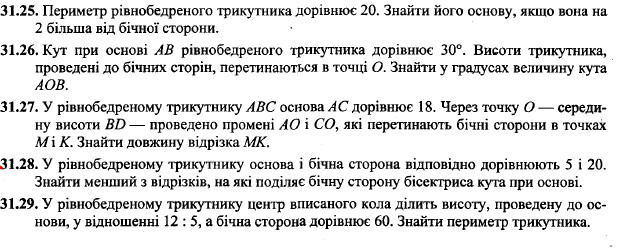 31.25. Периметр рівнобедреного трикутника дорівнює 20. Знайти його основу, якщо вона на
2 більша від бічної сторони.
31.26. Кут при основі AB рівнобедреного трикутника дорівнює 30°. Висоти трикутника,
проведені до бічних сторін, перетинаються в точці O. Знайти у градусах величину кута
AOB.
31.27. У рівнобедреному трикутнику ABC основа AC дорівнює 18. Через точку O — середи-
ну висоти BD — проведено промені AO і CO, які перетинають бічні сторони в точках
M і K. Знайти довжину відрізка MK.
31.28. У рівнобедреному трикутнику основа і бічна сторона відповідно дорівнюють 5 і 20.
Знайти менший з відрізків, на які поділяє бічну сторону бісектриса кута при основі.
31.29. У рівнобедреному трикутнику центр вписаного кола ділить висоту, проведену до ос-
нови, у відношенні 12 : 5, а бічна сторона дорівнює 60. Знайти периметр трикутника.